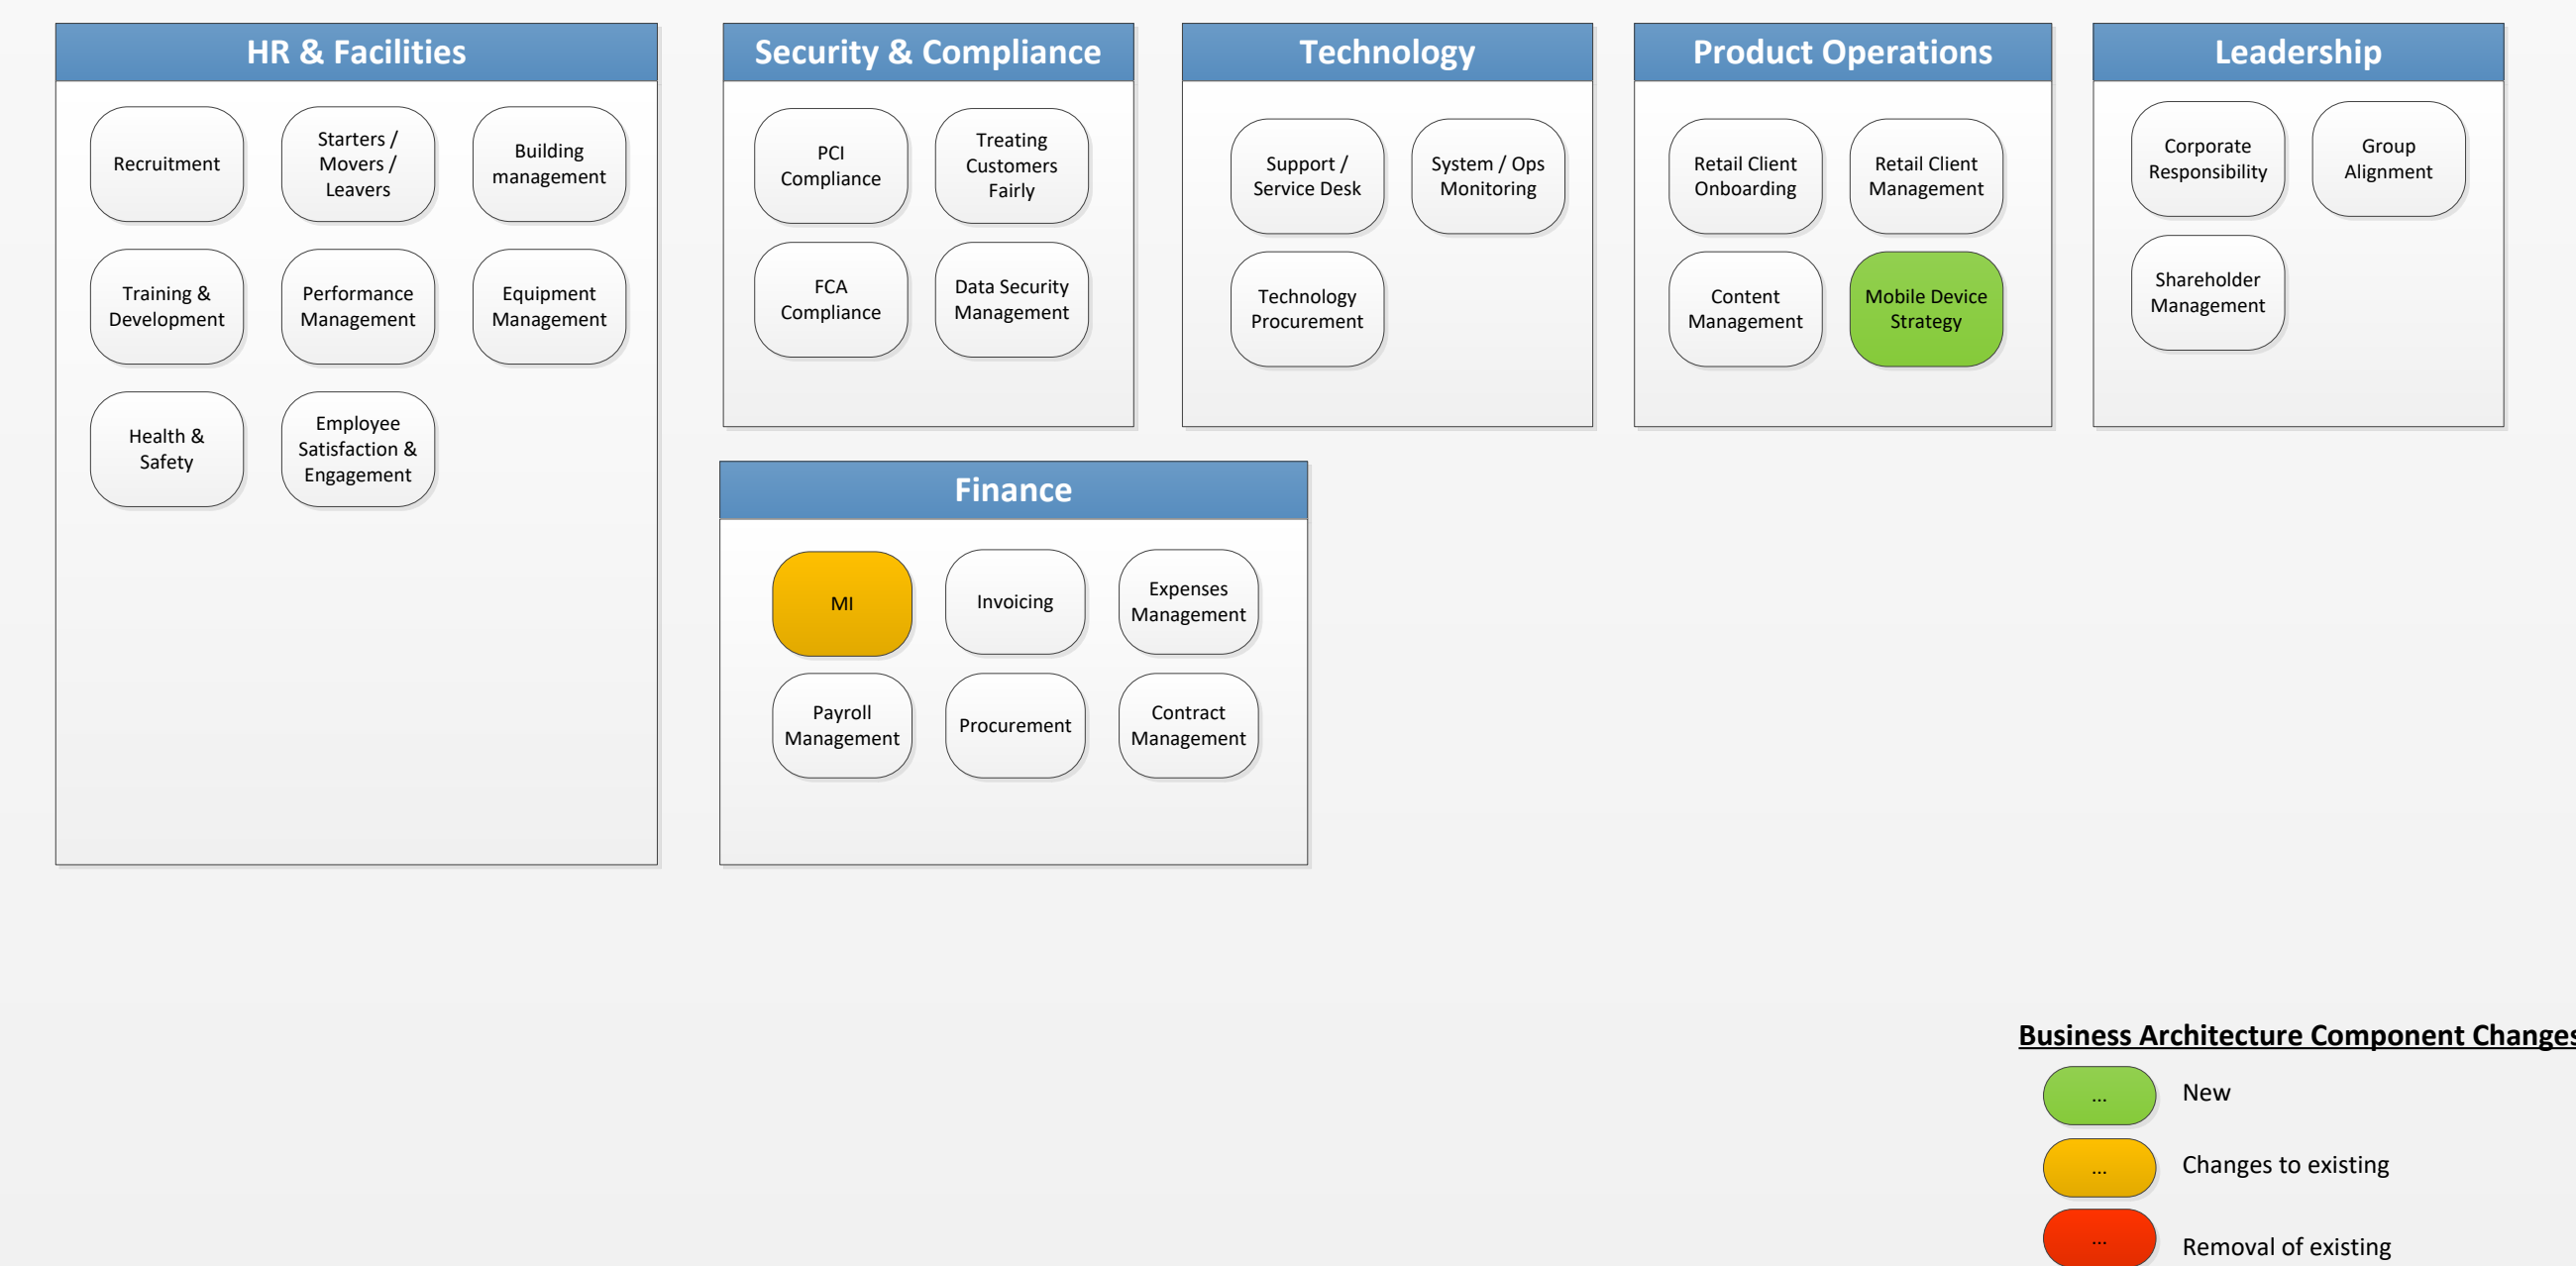 HR & Facilities
Recruitment
Starters /
Movers /
Leavers
Building
management
Training &
Development
Performance
Management
Equipment
Management
Health &
Safety
Employee
Satisfaction &
Engagement
Security & Compliance
PCI
Compliance
Treating
Customers
Fairly
FCA
Compliance
Data Security
Management
Technology
Support /
Service Desk
System / Ops
Monitoring
Technology
Procurement
Product Operations
Retail Client
Onboarding
Retail Client
Management
Content
Management
Mobile Device
Strategy
Leadership
Corporate
Responsibility
Group
Alignment
Shareholder
Management
Finance
MI
Invoicing
Expenses
Management
Payroll
Management
Procurement
Contract
Management
Business Architecture Component Changes
...
New
...
Changes to existing
...
Removal of existing